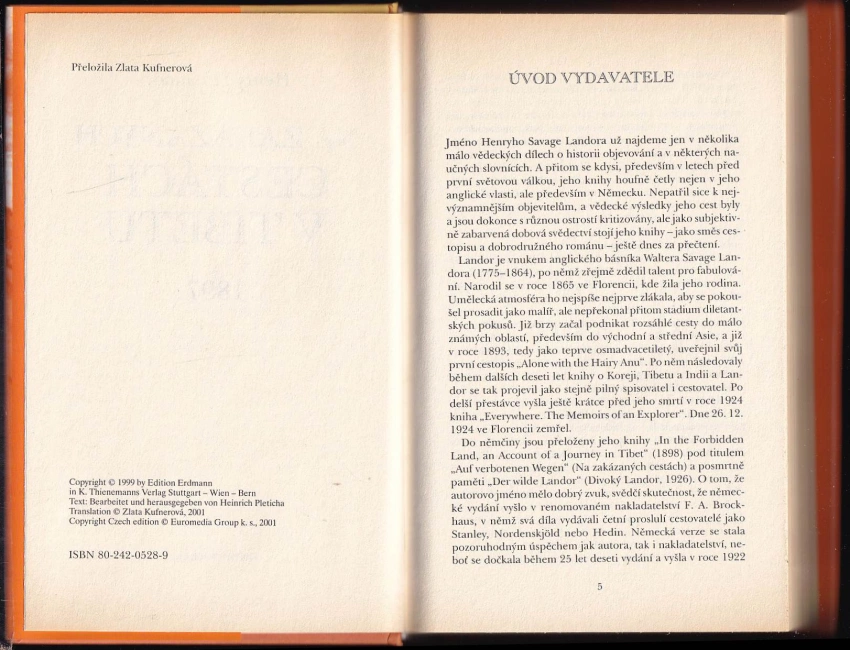 Přeložila Zlata Kufnerová
Copyright © 1999 by Edition Erdmann
in K. Thienemanns Verlag Stuttgart – Wien – Bern
Text: Bearbeitet und herausgegeben von Heinrich Pleticha
Translation © Zlata Kufnerová, 2001
Copyright Czech edition © Euromedia Group k. s., 2001
ISBN 80-242-0528-9
ÚVOD VYDAVATELE
Jméno Henryho Savage Landora už najdeme jen v několika
málo vědeckých dílech o historii objevování a v některých na-
učných slovnících. A přitom se kdysi, především v letech před
první světovou válkou, jeho knihy houfně četly nejen v jeho
anglické vlasti, ale především v Německu. Nepatřil sice k nej-
významnějším objevitelům, a vědecké výsledky jeho cest byly
a jsou dokonce s různou ostrostí kritizovány, ale jako subjektiv-
ně zabarvená dobová svědectví stojí jeho knihy – jako směs ces-
topisu a dobrodružného románu – ještě dnes za přečtení.
Landor je vnukem anglického básníka Waltera Savage Lan-
dora (1775–1864), po němž zřejmě zdědil talent pro fabulová-
ní. Narodil se v roce 1865 ve Florencii, kde žila jeho rodina.
Umělecká atmosféra ho nejspíše nejprve zlákala, aby se pokou-
šel prosadit jako malíř, ale nepřekonal přitom stadium diletant-
ských pokusů. Již brzy začal podnikat rozsáhlé cesty do málo
známých oblastí, především do východní a střední Asie, a již
v roce 1893, tedy jako teprve osmadvacetiletý, uveřejnil svůj
první cestopis „Alone with the Hairy Anu“. Po něm následovaly
během dalších deseti let knihy o Koreji, Tibetu a Indii a Lan-
dor se tak projevil jako stejně pilný spisovatel i cestovatel. Po
delší přestávce vyšla ještě krátce před jeho smrtí v roce 1924
kniha „Everywhere. The Memoirs of an Explorer“. Dne 26. 12.
1924 ve Florencii zemřel.
Do němčiny jsou přeloženy jeho knihy „In the Forbidden
Land, an Account of a Journey in Tibet“ (1898) pod titulem
„Auf verbotenen Wegen“ (Na zakázaných cestách) a posmrtně
paměti „Der wilde Landor“ (Divoký Landor, 1926). O tom, že
autorovo jméno mělo dobrý zvuk, svědčí skutečnost, že němec-
ké vydání vyšlo v renomovaném nakladatelství F. A. Brock-
haus, v němž svá díla vydávali četní proslulí cestovatelé jako
Stanley, Nordenskjöld nebo Hedin. Německá verze se stala
pozoruhodným úspěchem jak autora, tak i nakladatelství, ne-
boť se dočkala během 25 let deseti vydání a vyšla v roce 1922
5